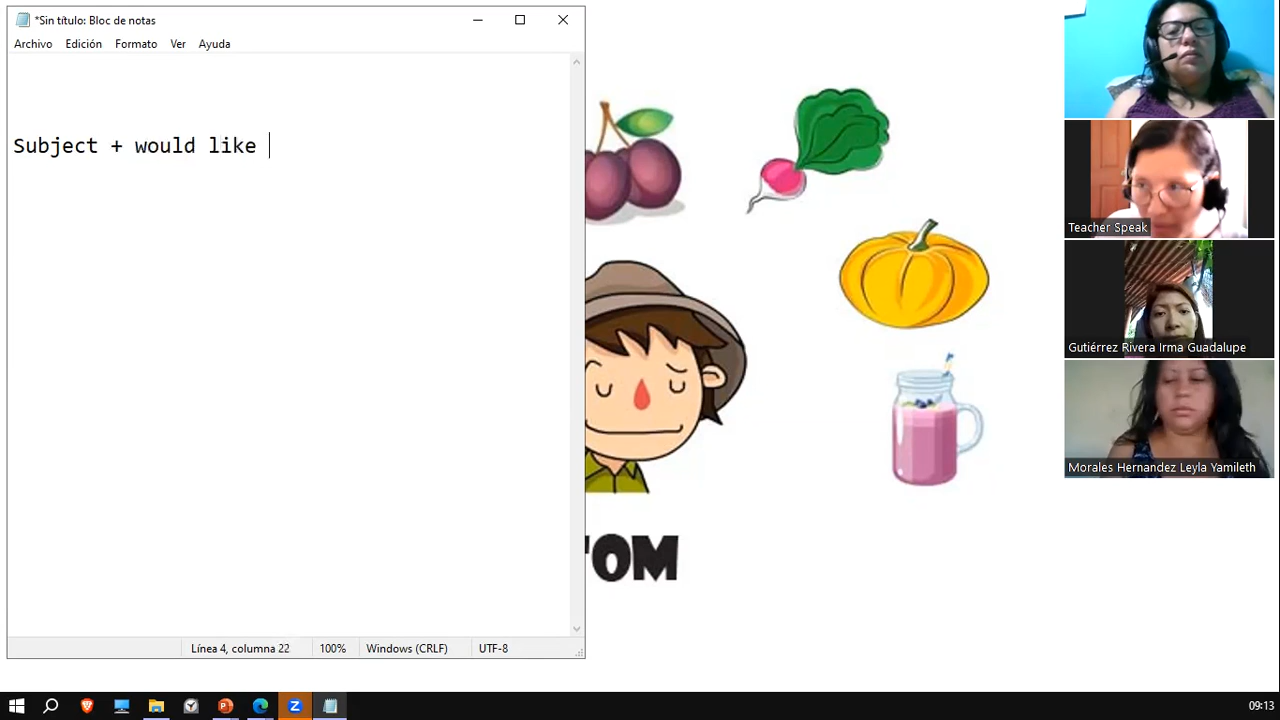 *Sin título: Bloc de notas
Archivo Edición Formato Ver Ayuda
Subject + would like
TOM
Línea 4, columna 22 100% Windows (CRLF) UTF-8
Teacher Speak
Gutiérrez Rivera Irma Guadalupe
Morales Hernandez Leyla Yamileth
09:13